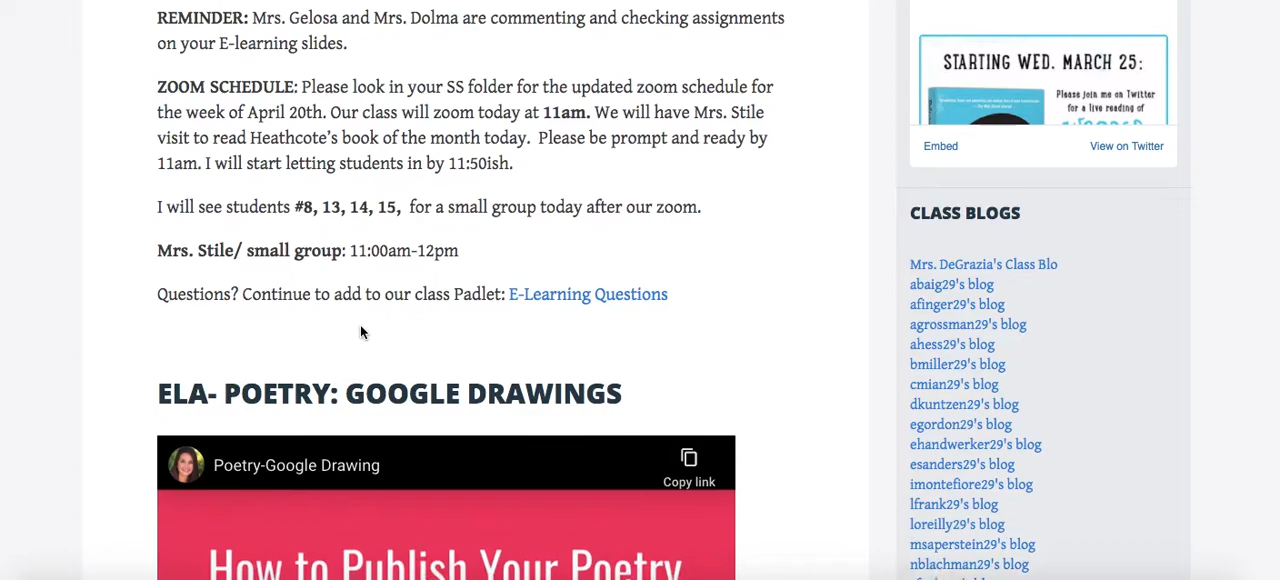 REMINDER: Mrs. Gelosa and Mrs. Dolma are commenting and checking assignments
on your E-learning slides.
ZOOM SCHEDULE: Please look in your SS folder for the updated zoom schedule for
the week of April 20th. Our class will zoom today at 11am. We will have Mrs. Stile
visit to read Heathcote's book of the month today.  Please be prompt and ready by
11am. I will start letting students in by 11:50ish.
I will see students #8, 13, 14, 15,  for a small group today after our zoom.
Mrs. Stile/ small group: 11:00am-12pm
Questions? Continue to add to our class Padlet: E-Learning Questions
ELA- POETRY: GOOGLE DRAWINGS
Poetry-Google Drawing
Copy link
How to Publish Your Poetry
STARTING WED. MARCH 25:
Please join me on Twitter
for a live reading of
Embed
View on Twitter
CLASS BLOGS
Mrs. DeGrazia's Class Blo
abaig29's blog
afinger29's blog
agrossman29's blog
ahess29's blog
bmiller29's blog
cmian29's blog
dkuntzen29's blog
egordon29's blog
ehandwerker29's blog
esanders29's blog
imontefiore29's blog
lfrank29's blog
loreilly29's blog
msaperstein29's blog
nblachman29's blog